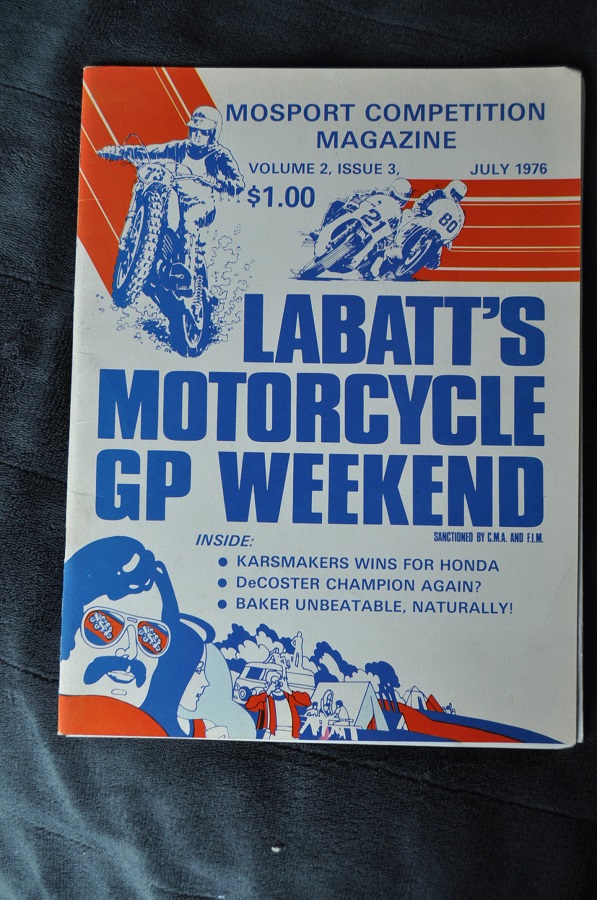 MOSPORT COMPETITION
MAGAZINE
VOLUME 2, ISSUE 3, JULY 1976
$1.00
21
80
LABATT'S
MOTORCYCLE
GP WEEKEND
SANCTIONED BY C.M.A. AND F.I.M.
INSIDE:
● KARSMAKERS WINS FOR HONDA
● DeCOSTER CHAMPION AGAIN?
● BAKER UNBEATABLE, NATURALLY!